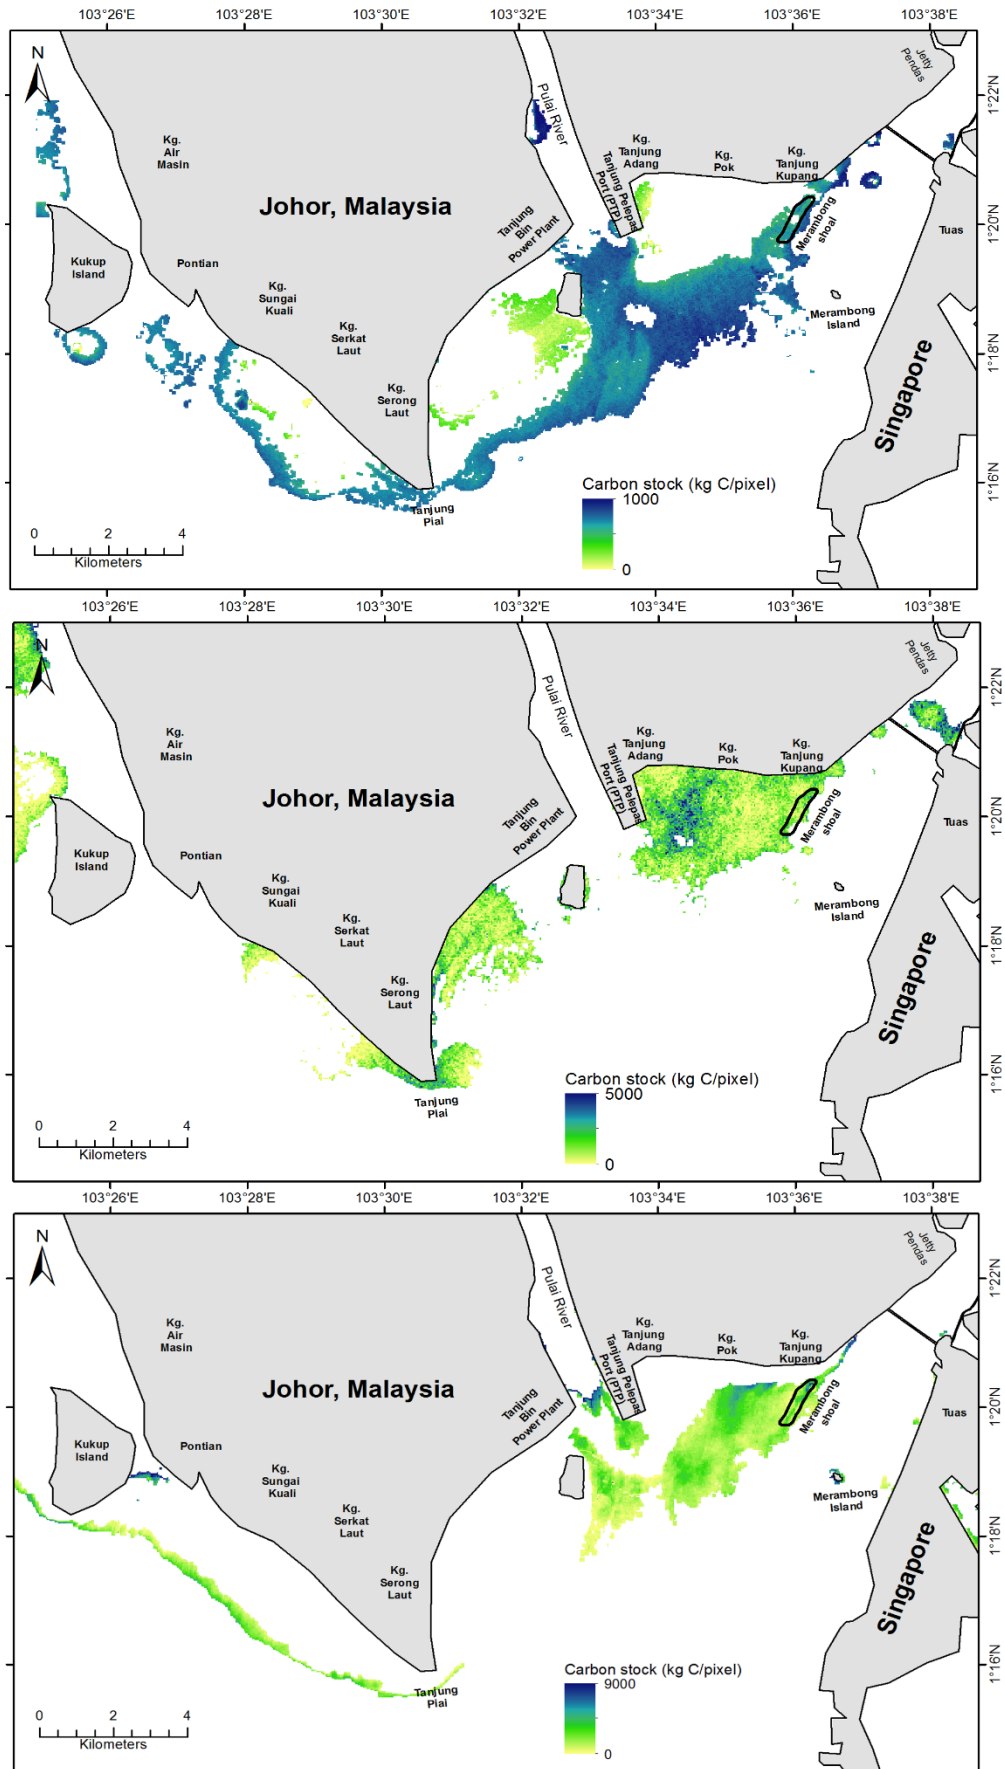 103°26'E 103°28'E 103°30'E 103°32'E 103°34'E 103°36'E 103°38'E
N
Jetty
Pendas
1°22'N
Pulai River
Kg.
Air
Masin
Kg.
Tanjung
Adang
Kg.
Pok
Kg.
Tanjung
Kupang
Tanjung Pelepas
Port (PTP)
Johor, Malaysia
Tanjung
Bin
Power Plant
Merambong
shoal
1°20'N
Tuas
Kukup
Island
Pontian
Kg.
Sungai
Kuali
Merambong
Island
Kg.
Serkat
Laut
1°18'N
Kg.
Serong
Laut
Singapore
1°16'N
Carbon stock (kg C/pixel)
1000
0
Tanjung
Piai
0 2 4
Kilometers
103°26'E 103°28'E 103°30'E 103°32'E 103°34'E 103°36'E 103°38'E
N
Jetty
Pendas
1°22'N
Pulai River
Kg.
Air
Masin
Kg.
Tanjung
Adang
Kg.
Pok
Kg.
Tanjung
Kupang
Tanjung Pelepas
Port (PTP)
Johor, Malaysia
Tanjung
Bin
Power Plant
Merambong
shoal
1°20'N
Tuas
Kukup
Island
Pontian
Kg.
Sungai
Kuali
Merambong
Island
Kg.
Serkat
Laut
1°18'N
Kg.
Serong
Laut
Singapore
1°16'N
Carbon stock (kg C/pixel)
5000
0
Tanjung
Piai
0 2 4
Kilometers
103°26'E 103°28'E 103°30'E 103°32'E 103°34'E 103°36'E 103°38'E
N
Jetty
Pendas
1°22'N
Pulai River
Kg.
Air
Masin
Kg.
Tanjung
Adang
Kg.
Pok
Kg.
Tanjung
Kupang
Tanjung Pelepas
Port (PTP)
Johor, Malaysia
Tanjung
Bin
Power Plant
Merambong
shoal
1°20'N
Tuas
Kukup
Island
Pontian
Kg.
Sungai
Kuali
Merambong
Island
Kg.
Serkat
Laut
1°18'N
Kg.
Serong
Laut
Singapore
1°16'N
Carbon stock (kg C/pixel)
9000
0
Tanjung
Piai
0 2 4
Kilometers